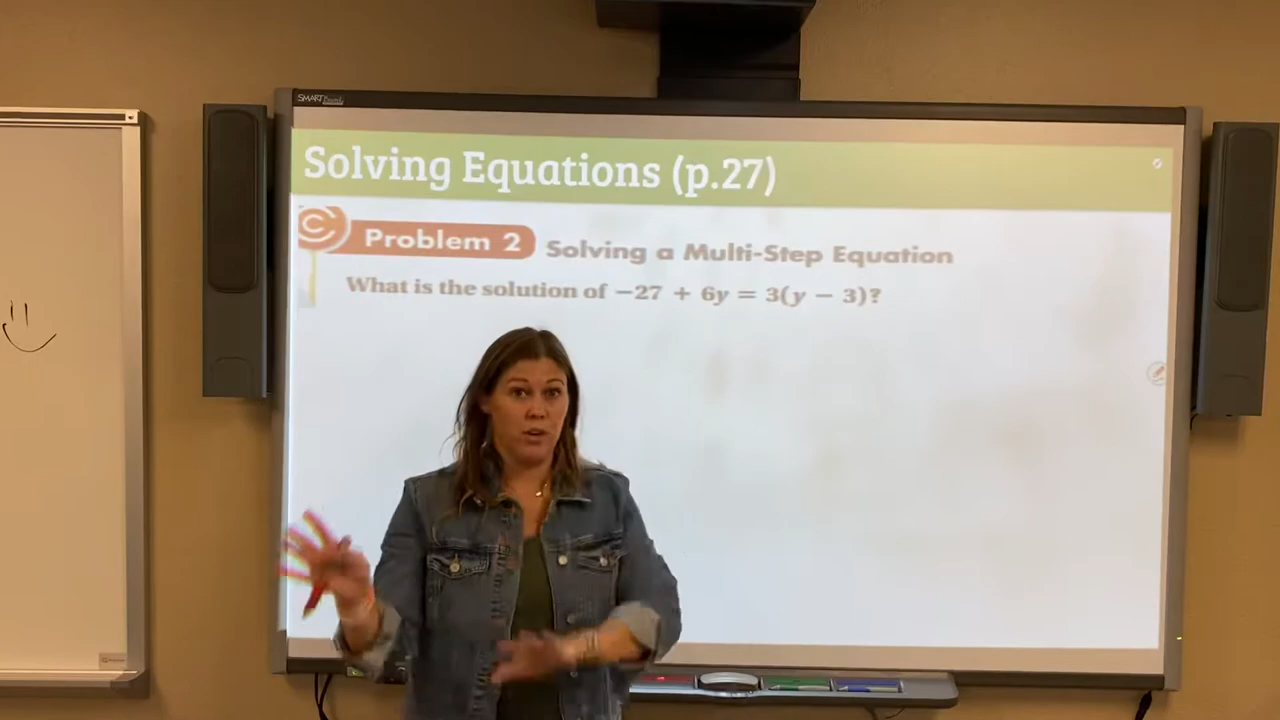 SMART
Solving Equations (p.27)
Problem 2 Solving a Multi-Step Equation
What is the solution of −27 + 6y = 3(y − 3)?